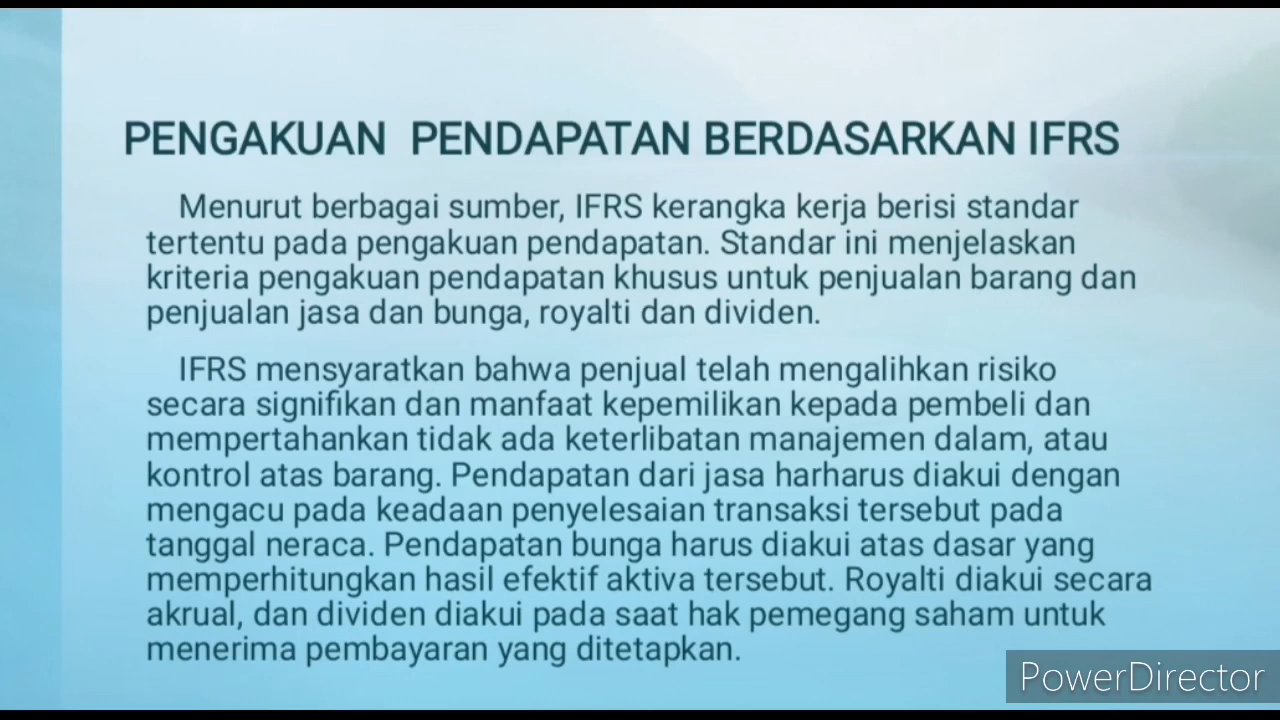 PENGAKUAN  PENDAPATAN BERDASARKAN IFRS
Menurut berbagai sumber, IFRS kerangka kerja berisi standar
tertentu pada pengakuan pendapatan. Standar ini menjelaskan
kriteria pengakuan pendapatan khusus untuk penjualan barang dan
penjualan jasa dan bunga, royalti dan dividen.
IFRS mensyaratkan bahwa penjual telah mengalihkan risiko
secara signifikan dan manfaat kepemilikan kepada pembeli dan
mempertahankan tidak ada keterlibatan manajemen dalam, atau
kontrol atas barang. Pendapatan dari jasa harharus diakui dengan
mengacu pada keadaan penyelesaian transaksi tersebut pada
tanggal neraca. Pendapatan bunga harus diakui atas dasar yang
memperhitungkan hasil efektif aktiva tersebut. Royalti diakui secara
akrual, dan dividen diakui pada saat hak pemegang saham untuk
menerima pembayaran yang ditetapkan.
PowerDirector